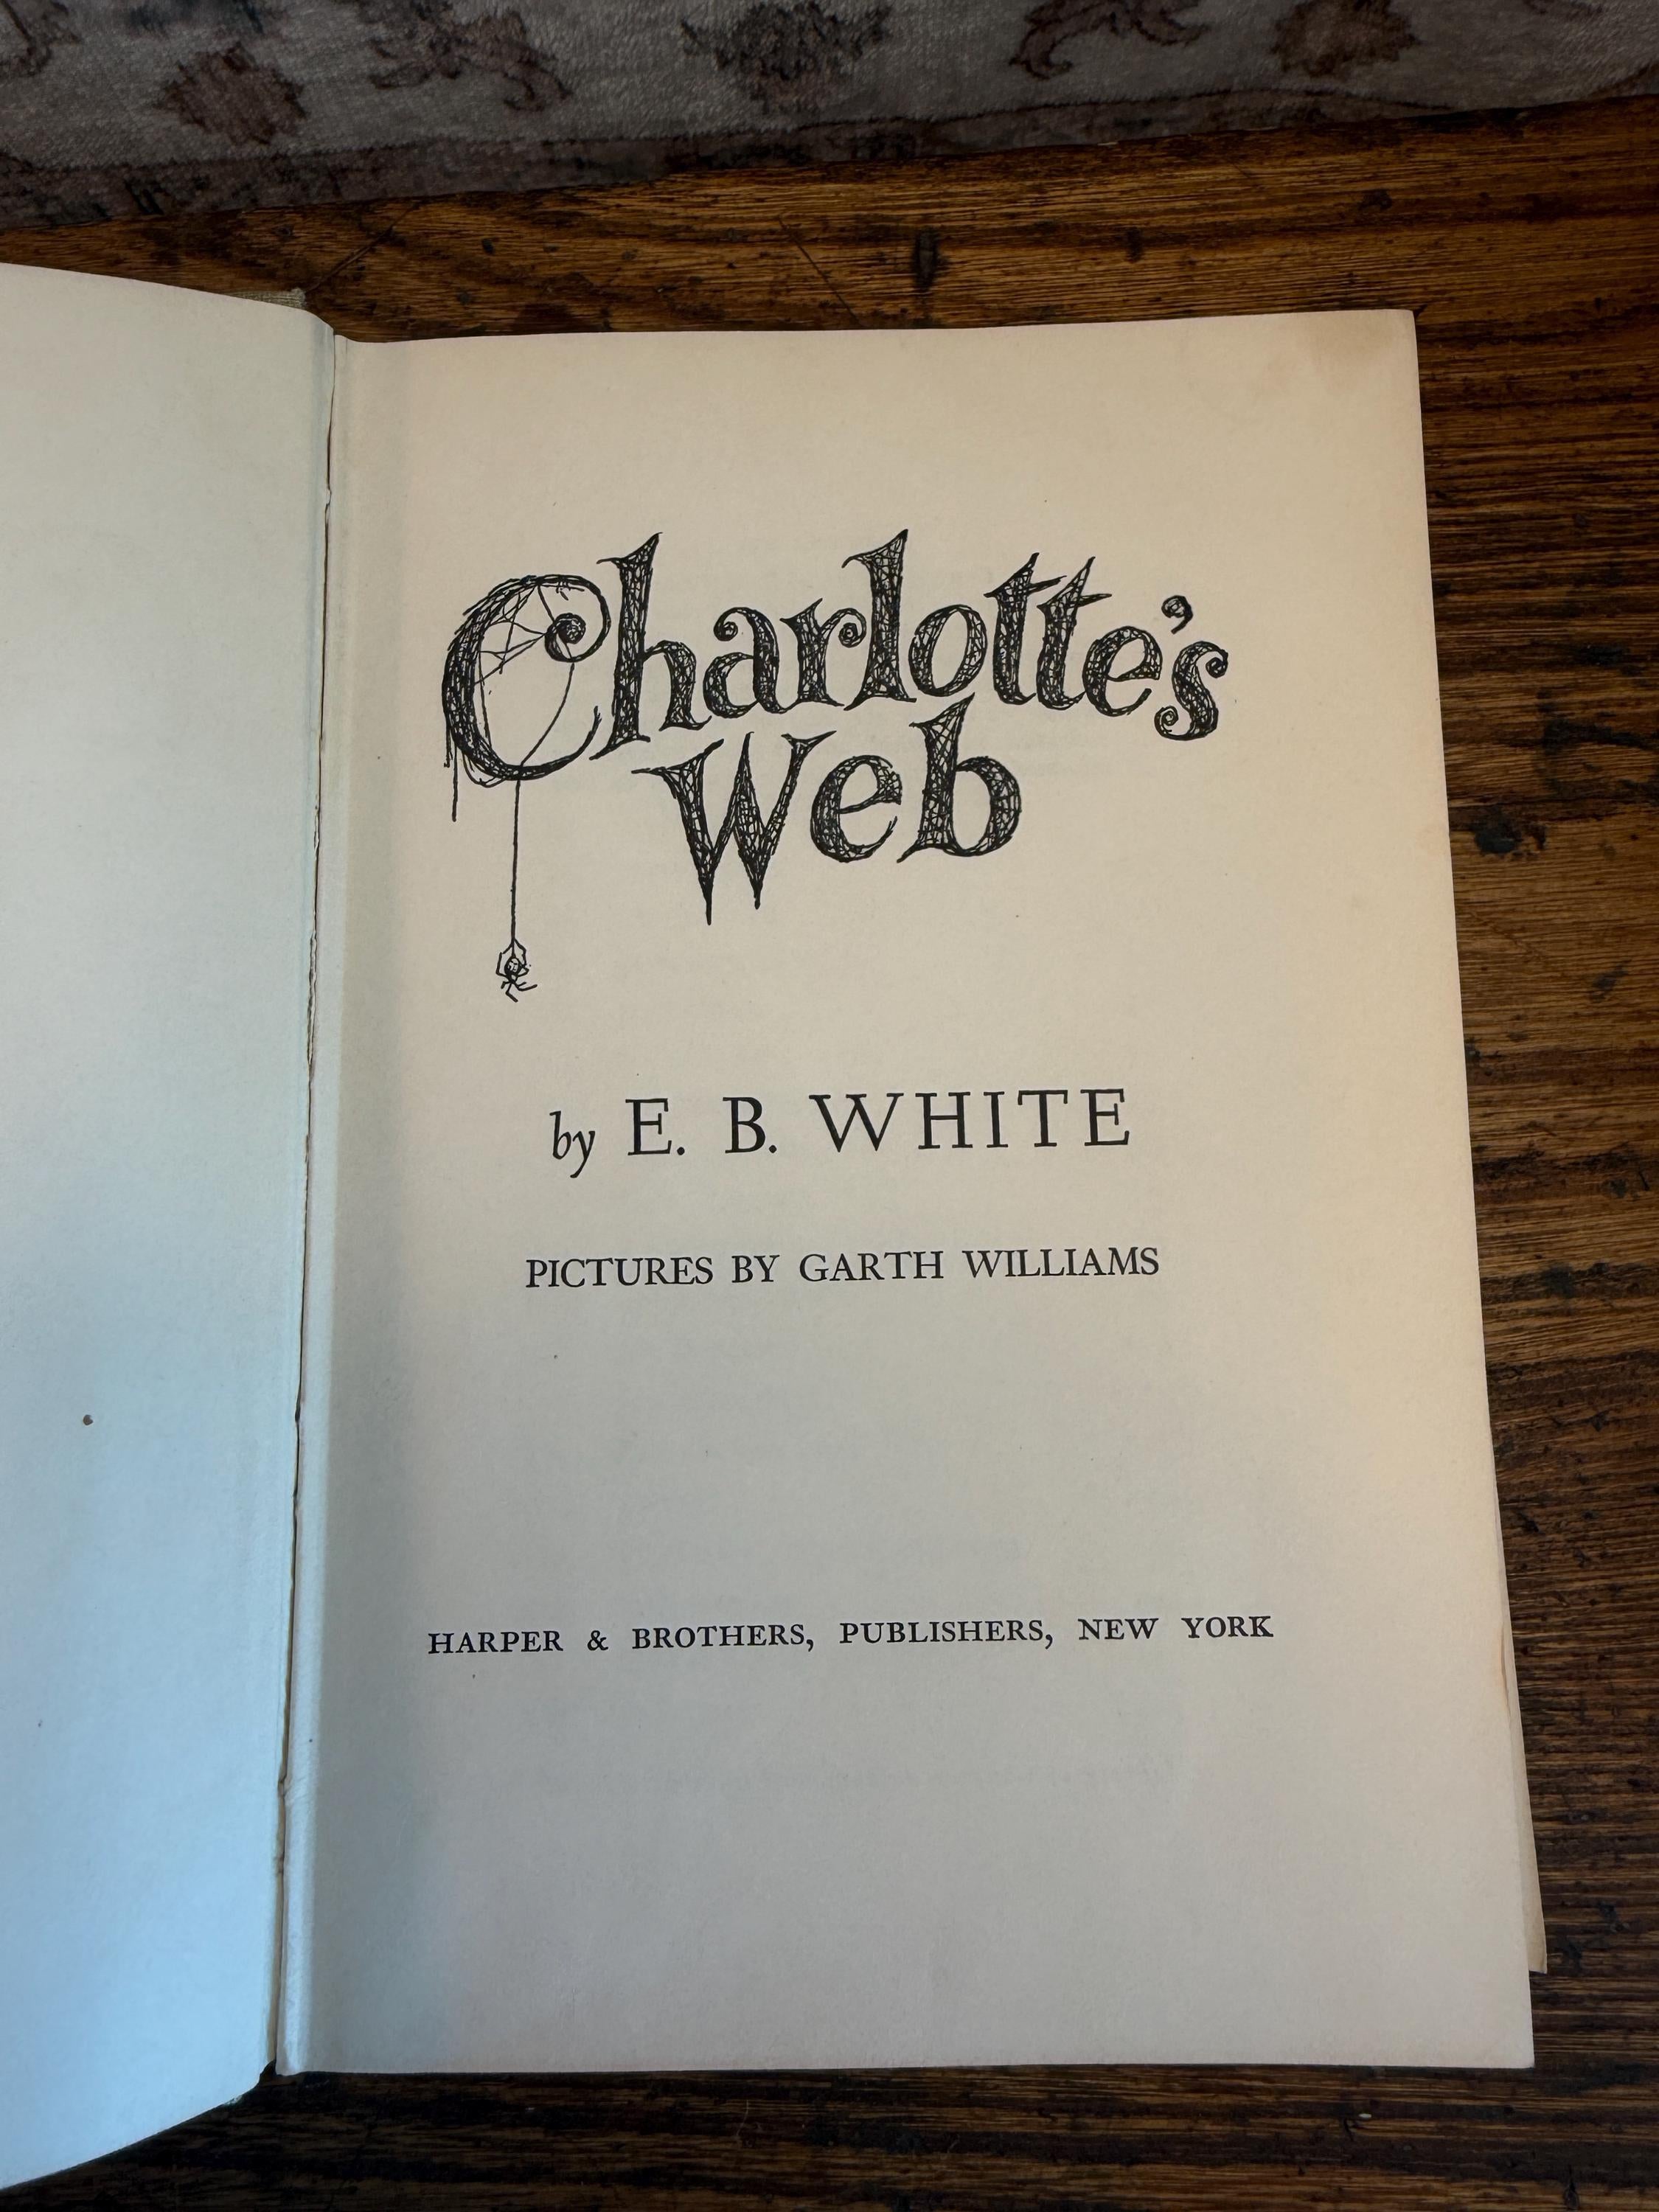 Charlotte's
Web
by E. B. WHITE
PICTURES BY GARTH WILLIAMS
HARPER & BROTHERS, PUBLISHERS, NEW YORK